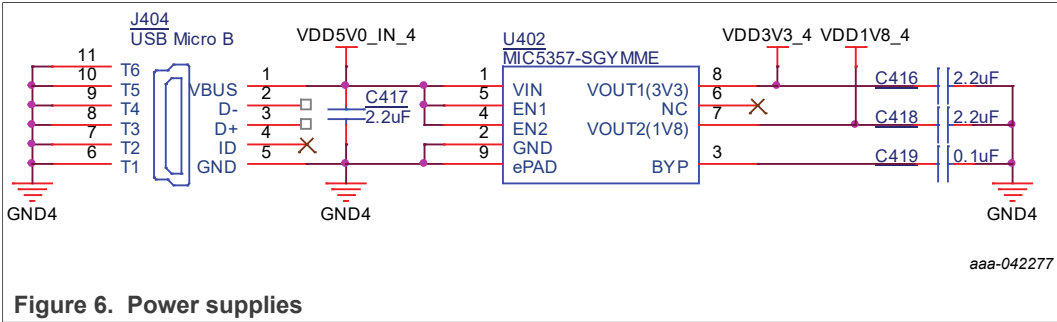 J404
USB Micro B
VDD5V0_IN_4
U402
MIC5357-SGYMME
VDD3V3_4 VDD1V8_4
11 T6
10 T5
9 T4
8 T3
7 T2
6 T1
VBUS 1
D- 2
D+ 3
ID 4
GND 5
C417
2.2uF
1 VIN
5 EN1
4 EN2
2 GND
9 ePAD
VOUT1(3V3) 8
NC 6
VOUT2(1V8) 7
BYP 3
C416 2.2uF
C418 2.2uF
C419 0.1uF
GND4
GND4
GND4
aaa-042277
Figure 6. Power supplies